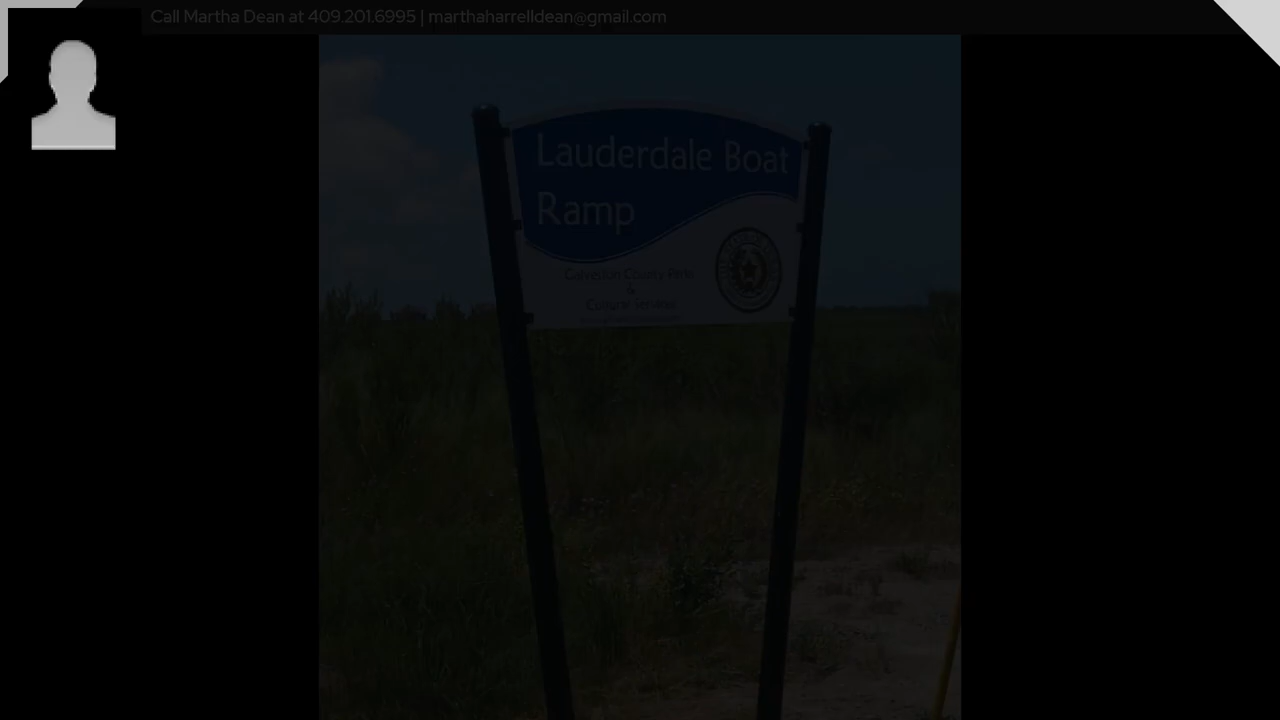 Call Martha Dean at 409.201.6995 | marthaharrelldean@gmail.com
Lauderdale Boat
Ramp
Galveston County Parks
&
Cultural Services